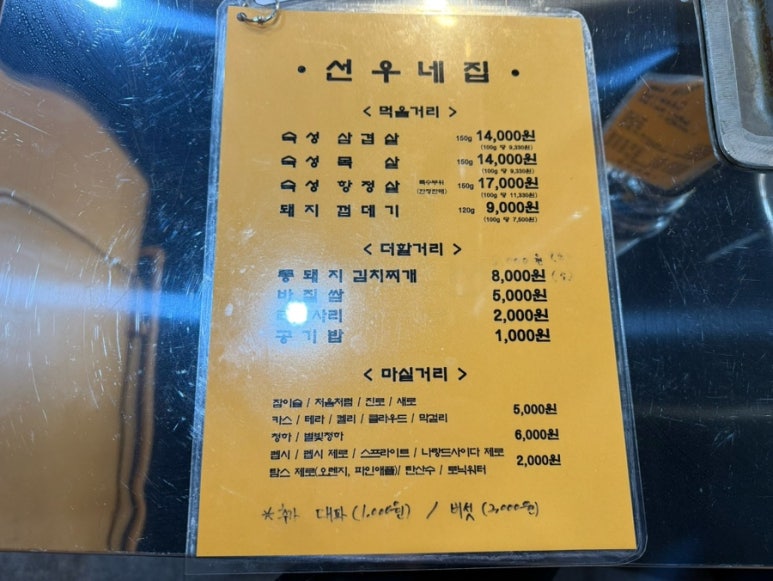 • 선우네집 •
< 먹을거리 >
숙성 삼겹살 150g 14,000원
(100g 당 9,330원)
숙성 목살 150g 14,000원
(100g 당 9,330원)
숙성 항정살 특수부위 (한정판매) 150g 17,000원
(100g 당 11,330원)
돼지 껍데기 120g 9,000원
(100g 당 7,500원)
< 더할거리 >
통돼지 김치찌개 8,000원
바질쌈 5,000원
사리 2,000원
공기밥 1,000원
< 마실거리 >
참이슬 / 처음처럼 / 진로 / 새로
카스 / 테라 / 켈리 / 클라우드 / 막걸리 5,000원
청하 / 별빛청하 6,000원
펩시 / 펩시 제로 / 스프라이트 / 나랑드사이다 제로 2,000원
탐스 제로(오렌지, 파인애플)/ 탄산수 / 토닉워터
*추가 대파 (1,000원) / 버섯 (2,000원)